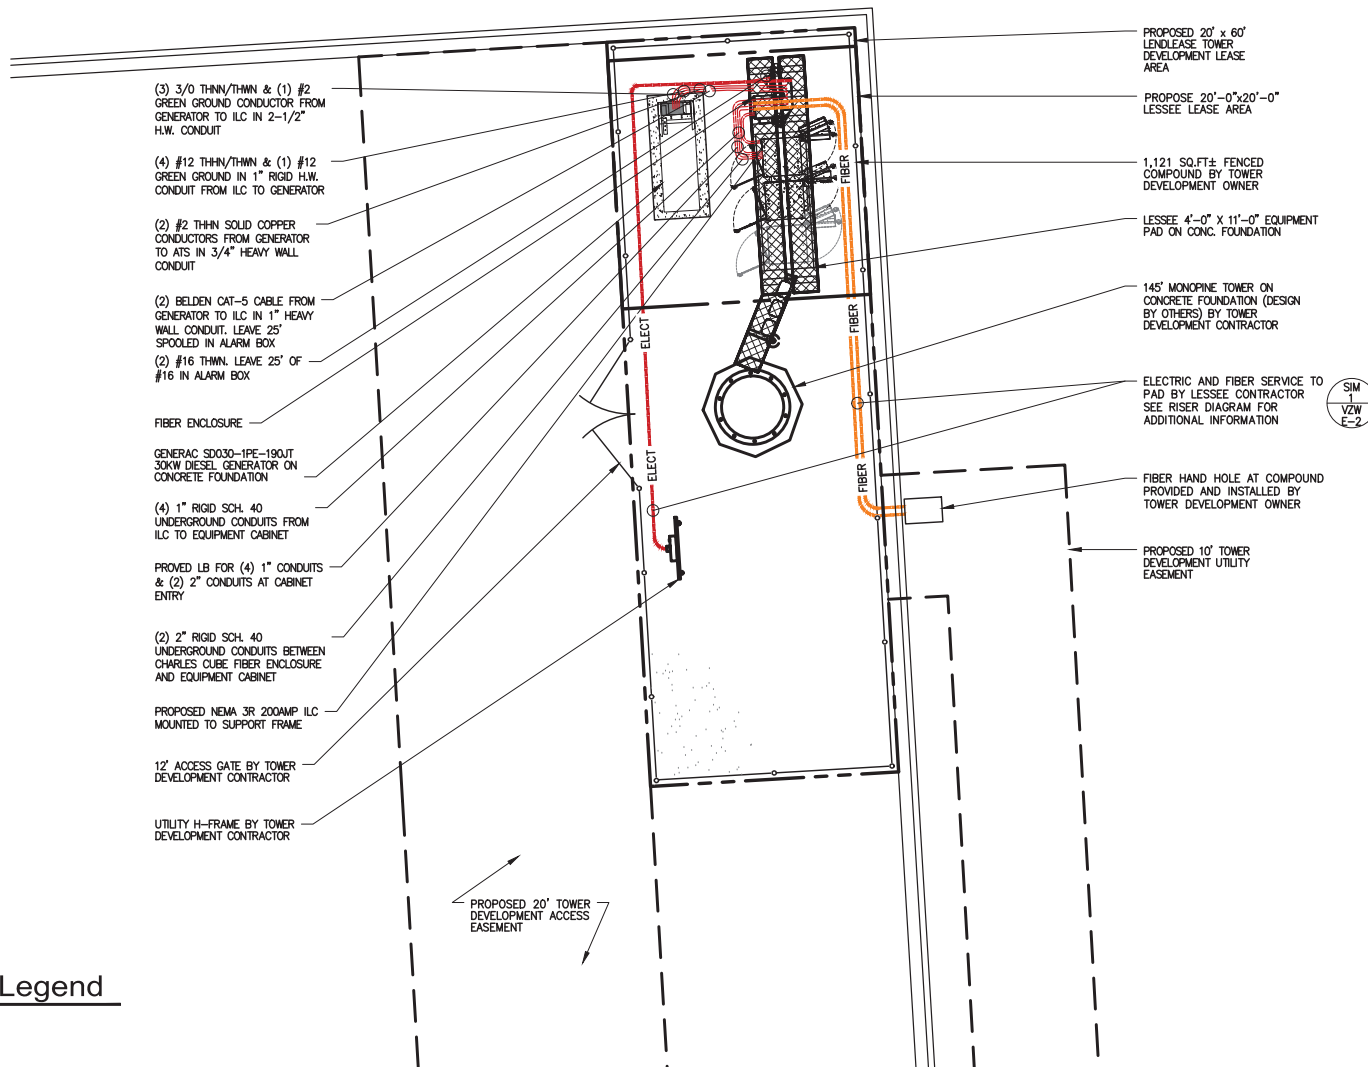 (3) 3/0 THNN/THWN & (1) #2
GREEN GROUND CONDUCTOR FROM
GENERATOR TO ILC IN 2-1/2"
H.W. CONDUIT
(4) #12 THHN/THWN & (1) #12
GREEN GROUND IN 1" RIGID H.W.
CONDUIT FROM ILC TO GENERATOR
(2) #2 THHN SOLID COPPER
CONDUCTORS FROM GENERATOR
TO ATS IN 3/4" HEAVY WALL
CONDUIT
(2) BELDEN CAT-5 CABLE FROM
GENERATOR TO ILC IN 1" HEAVY
WALL CONDUIT. LEAVE 25'
SPOOLED IN ALARM BOX
(2) #16 THWN. LEAVE 25' OF
#16 IN ALARM BOX
FIBER ENCLOSURE
GENERAC SD030-1PE-190JT
30KW DIESEL GENERATOR ON
CONCRETE FOUNDATION
(4) 1" RIGID SCH. 40
UNDERGROUND CONDUITS FROM
ILC TO EQUIPMENT CABINET
PROVED LB FOR (4) 1" CONDUITS
& (2) 2" CONDUITS AT CABINET
ENTRY
(2) 2" RIGID SCH. 40
UNDERGROUND CONDUITS BETWEEN
CHARLES CUBE FIBER ENCLOSURE
AND EQUIPMENT CABINET
PROPOSED NEMA 3R 200AMP ILC
MOUNTED TO SUPPORT FRAME
12' ACCESS GATE BY TOWER
DEVELOPMENT CONTRACTOR
UTILITY H-FRAME BY TOWER
DEVELOPMENT CONTRACTOR
PROPOSED 20' TOWER
DEVELOPMENT ACCESS
EASEMENT
Legend
ELECT
ELECT
FIBER
FIBER
FIBER
PROPOSED 20' x 60'
LENDLEASE TOWER
DEVELOPMENT LEASE
AREA
PROPOSE 20'-0"x20'-0"
LESSEE LEASE AREA
1,121 SQ.FT± FENCED
COMPOUND BY TOWER
DEVELOPMENT OWNER
LESSEE 4'-0" X 11'-0" EQUIPMENT
PAD ON CONC. FOUNDATION
145' MONOPINE TOWER ON
CONCRETE FOUNDATION (DESIGN
BY OTHERS) BY TOWER
DEVELOPMENT CONTRACTOR
ELECTRIC AND FIBER SERVICE TO
PAD BY LESSEE CONTRACTOR
SEE RISER DIAGRAM FOR
ADDITIONAL INFORMATION
SIM
1
VZW
E-2
FIBER HAND HOLE AT COMPOUND
PROVIDED AND INSTALLED BY
TOWER DEVELOPMENT OWNER
PROPOSED 10' TOWER
DEVELOPMENT UTILITY
EASEMENT